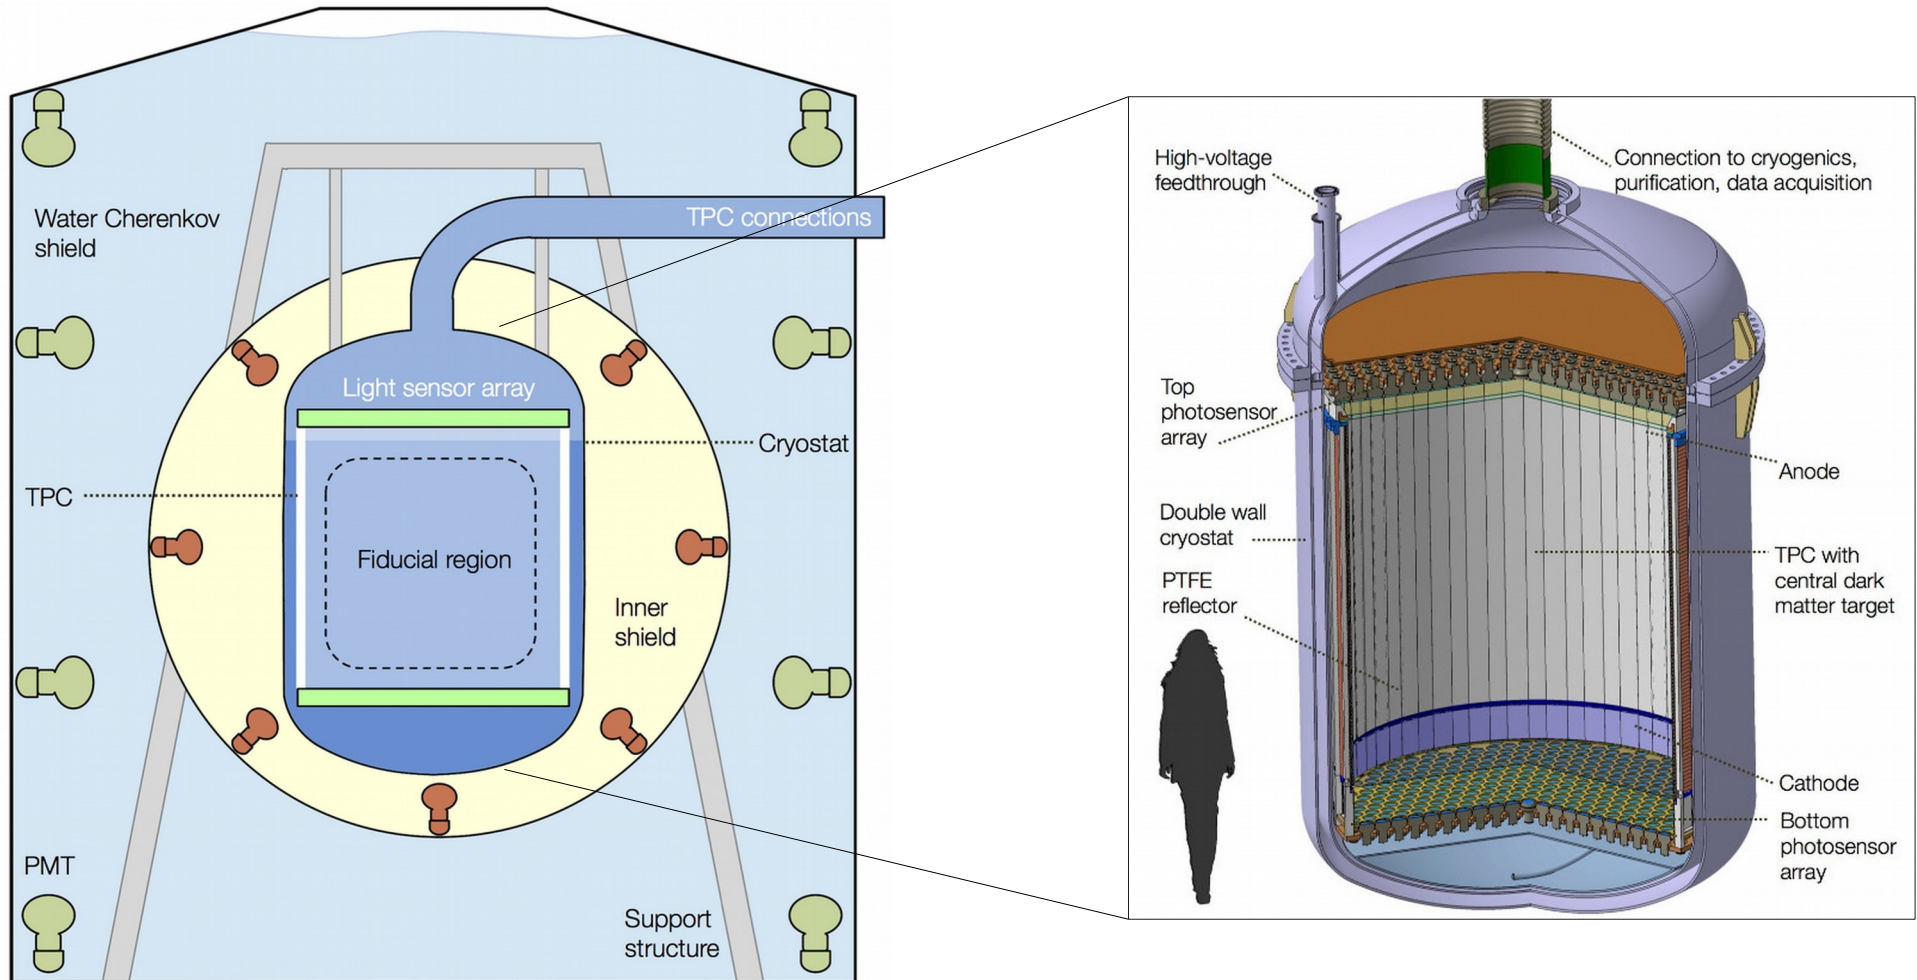 Water Cherenkov
shield
TPC connections
Light sensor array
Cryostat
TPC
Fiducial region
Inner
shield
PMT
Support
structure
High-voltage
feedthrough
Connection to cryogenics,
purification, data acquisition
Top
photosensor
array
Anode
Double wall
cryostat
TPC with
central dark
matter target
PTFE
reflector
Cathode
Bottom
photosensor
array